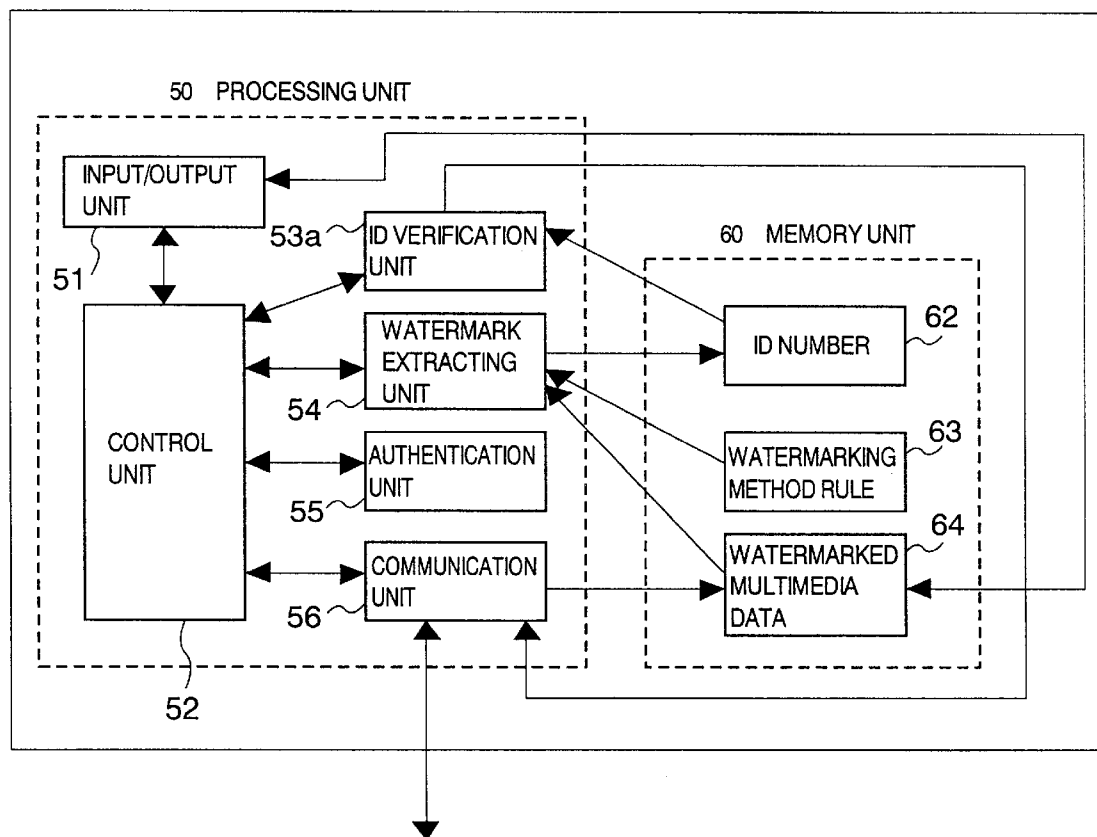 50 PROCESSING UNIT
INPUT/OUTPUT
UNIT
51
53a
ID VERIFICATION
UNIT
60 MEMORY UNIT
WATERMARK
EXTRACTING
UNIT
54
ID NUMBER
62
CONTROL
UNIT
52
AUTHENTICATION
UNIT
55
WATERMARKING
METHOD RULE
63
COMMUNICATION
UNIT
56
WATERMARKED
MULTIMEDIA
DATA
64